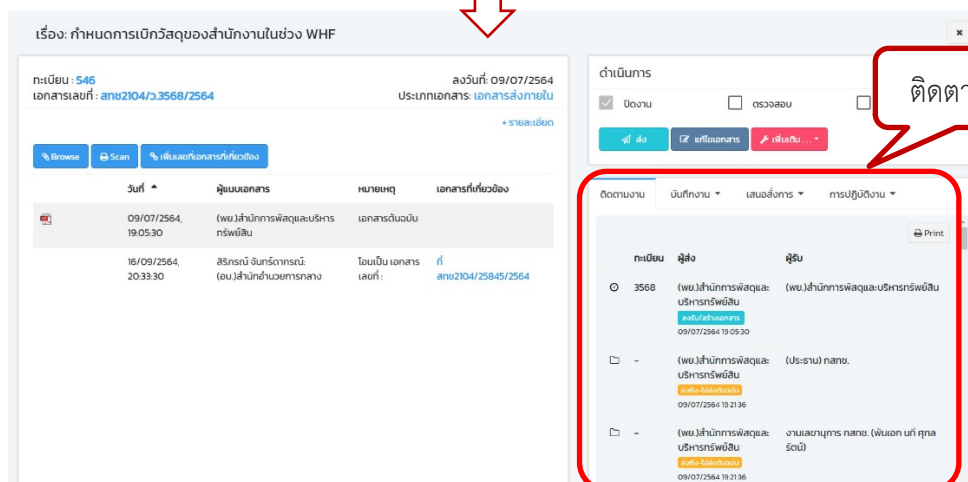 เรื่อง: กำหนดการเบิกวัสดุของสำนักงานในช่วง WHF
×
ทะเบียน : 546
ลงวันที่: 09/07/2564
เอกสารเลขที่ : สทช2104/ว.3568/2564
ประเภทเอกสาร: เอกสารส่งภายใน
+ รายละเอียด
Browse
Scan
เพิ่มเลขที่เอกสารที่เกี่ยวข้อง
วันที่ ผู้แนบเอกสาร หมายเหตุ เอกสารที่เกี่ยวข้อง
09/07/2564, (พย.)สำนักการพัสดุและบริหาร เอกสารต้นฉบับ
19:05:30 ทรัพย์สิน
16/09/2564, สิริกรณ์ จันทร์ดากรณ์: โอนเป็น เอกสาร ที่
20:33:30 (อบ.)สำนักอำนวยการกลาง เลขที่ : สทช2104/25845/2564
ดำเนินการ
ปิดงาน
ตรวจสอบ
ส่ง
แก้ไขเอกสาร
เพิ่มเติม...
ติดตามงาน บันทึกงาน เสนอสั่งการ การปฏิบัติงาน
Print
ทะเบียน ผู้ส่ง ผู้รับ
3568 (พย.)สำนักการพัสดุและ (พย.)สำนักการพัสดุและบริหารทรัพย์สิน
บริหารทรัพย์สิน
ลงรับ/สร้างเอกสาร
09/07/2564 19:05:30
- (พย.)สำนักการพัสดุและ (ประธาน) กสทช.
บริหารทรัพย์สิน
ส่งถึง-ไม่ส่งต้นฉบับ
09/07/2564 19:21:36
- (พย.)สำนักการพัสดุและ งานเลขานุการ กสทช. (พันเอก นที ศุกล
บริหารทรัพย์สิน รัตน์)
ส่งถึง-ไม่ส่งต้นฉบับ
09/07/2564 19:21:36